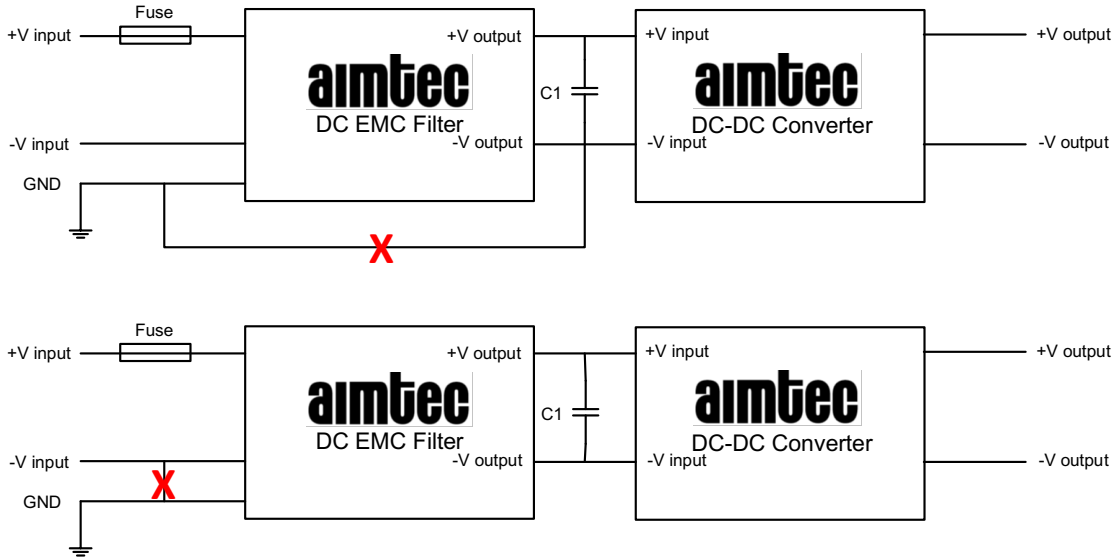 Fuse
+V input
+V output
+V input
+V output
aimtec
aimtec
C1
DC EMC Filter
DC-DC Converter
-V input
-V output
-V input
-V output
GND
X
Fuse
+V input
+V output
+V input
+V output
aimtec
aimtec
C1
DC EMC Filter
DC-DC Converter
-V input
-V output
-V input
-V output
X
GND